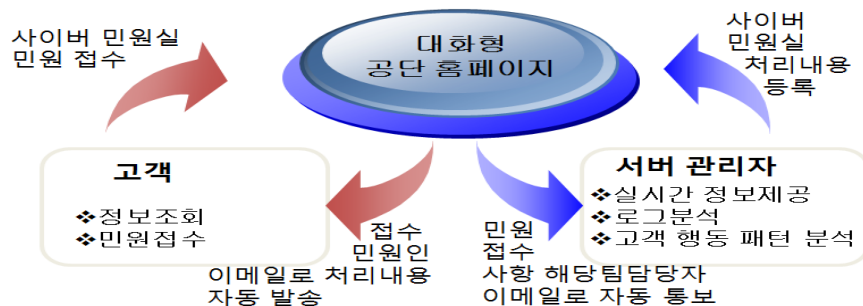 사이버 민원실
민원 접수
대화형
공단 홈페이지
사이버
민원실
처리내용
등록
고객
❖정보조회
❖민원접수
서버 관리자
❖실시간 정보제공
❖로그분석
❖고객 행동 패턴 분석
접수
민원인
이메일로 처리내용
자동 발송
민원
접수
사항 해당팀담당자
이메일로 자동 통보